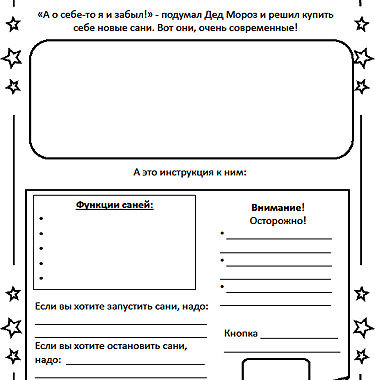 «А о себе-то я и забыл!» - подумал Дед Мороз и решил купить
себе новые сани. Вот они, очень современные!
А это инструкция к ним:
Функции саней:
Внимание!
Осторожно!
Если вы хотите запустить сани, надо:
Если вы хотите остановить сани,
надо:
Кнопка